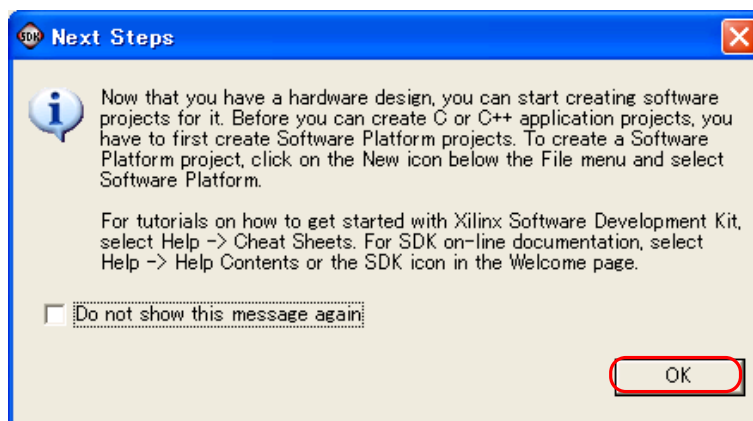 SDK Next Steps
Now that you have a hardware design, you can start creating software
projects for it. Before you can create C or C++ application projects, you
have to first create Software Platform projects. To create a Software
Platform project, click on the New icon below the File menu and select
Software Platform.
For tutorials on how to get started with Xilinx Software Development Kit,
select Help -> Cheat Sheets. For SDK on-line documentation, select
Help -> Help Contents or the SDK icon in the Welcome page.
Do not show this message again
OK